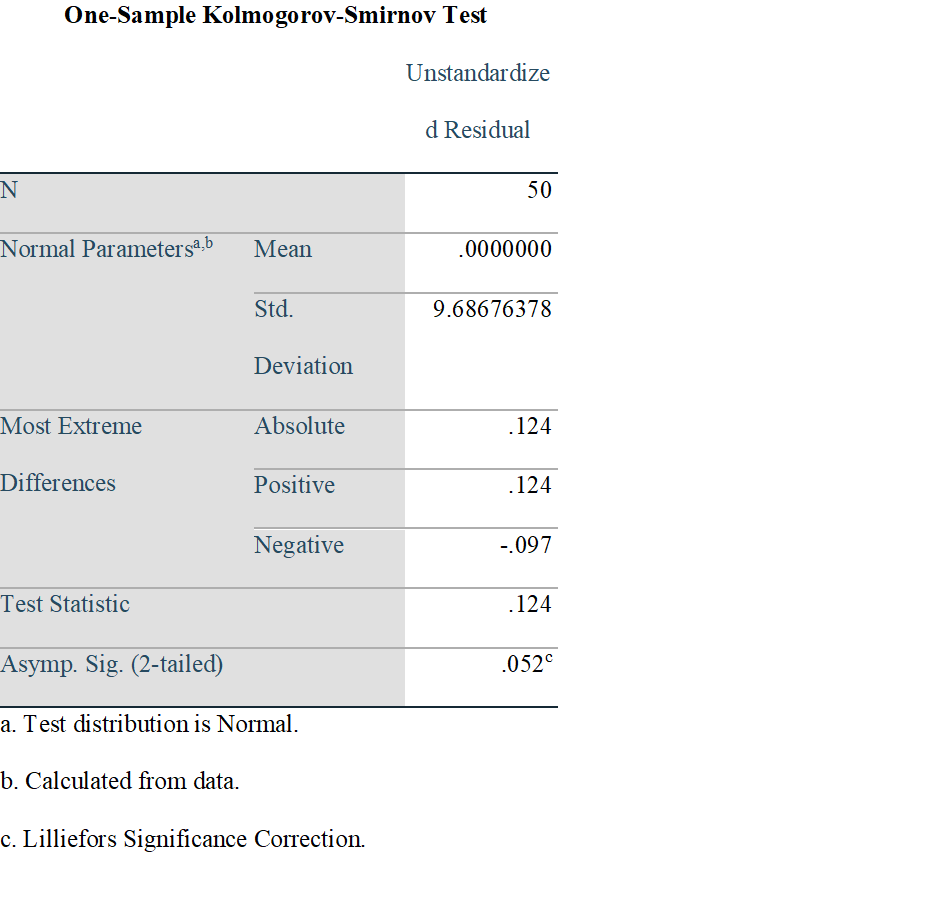 One-Sample Kolmogorov-Smirnov Test
Unstandardize
d Residual
N 50
Normal Parametersa,b Mean .0000000
Std. 9.68676378
Deviation
Most Extreme Absolute .124
Differences Positive .124
Negative -.097
Test Statistic .124
Asymp. Sig. (2-tailed) .052c
a. Test distribution is Normal.
b. Calculated from data.
c. Lilliefors Significance Correction.